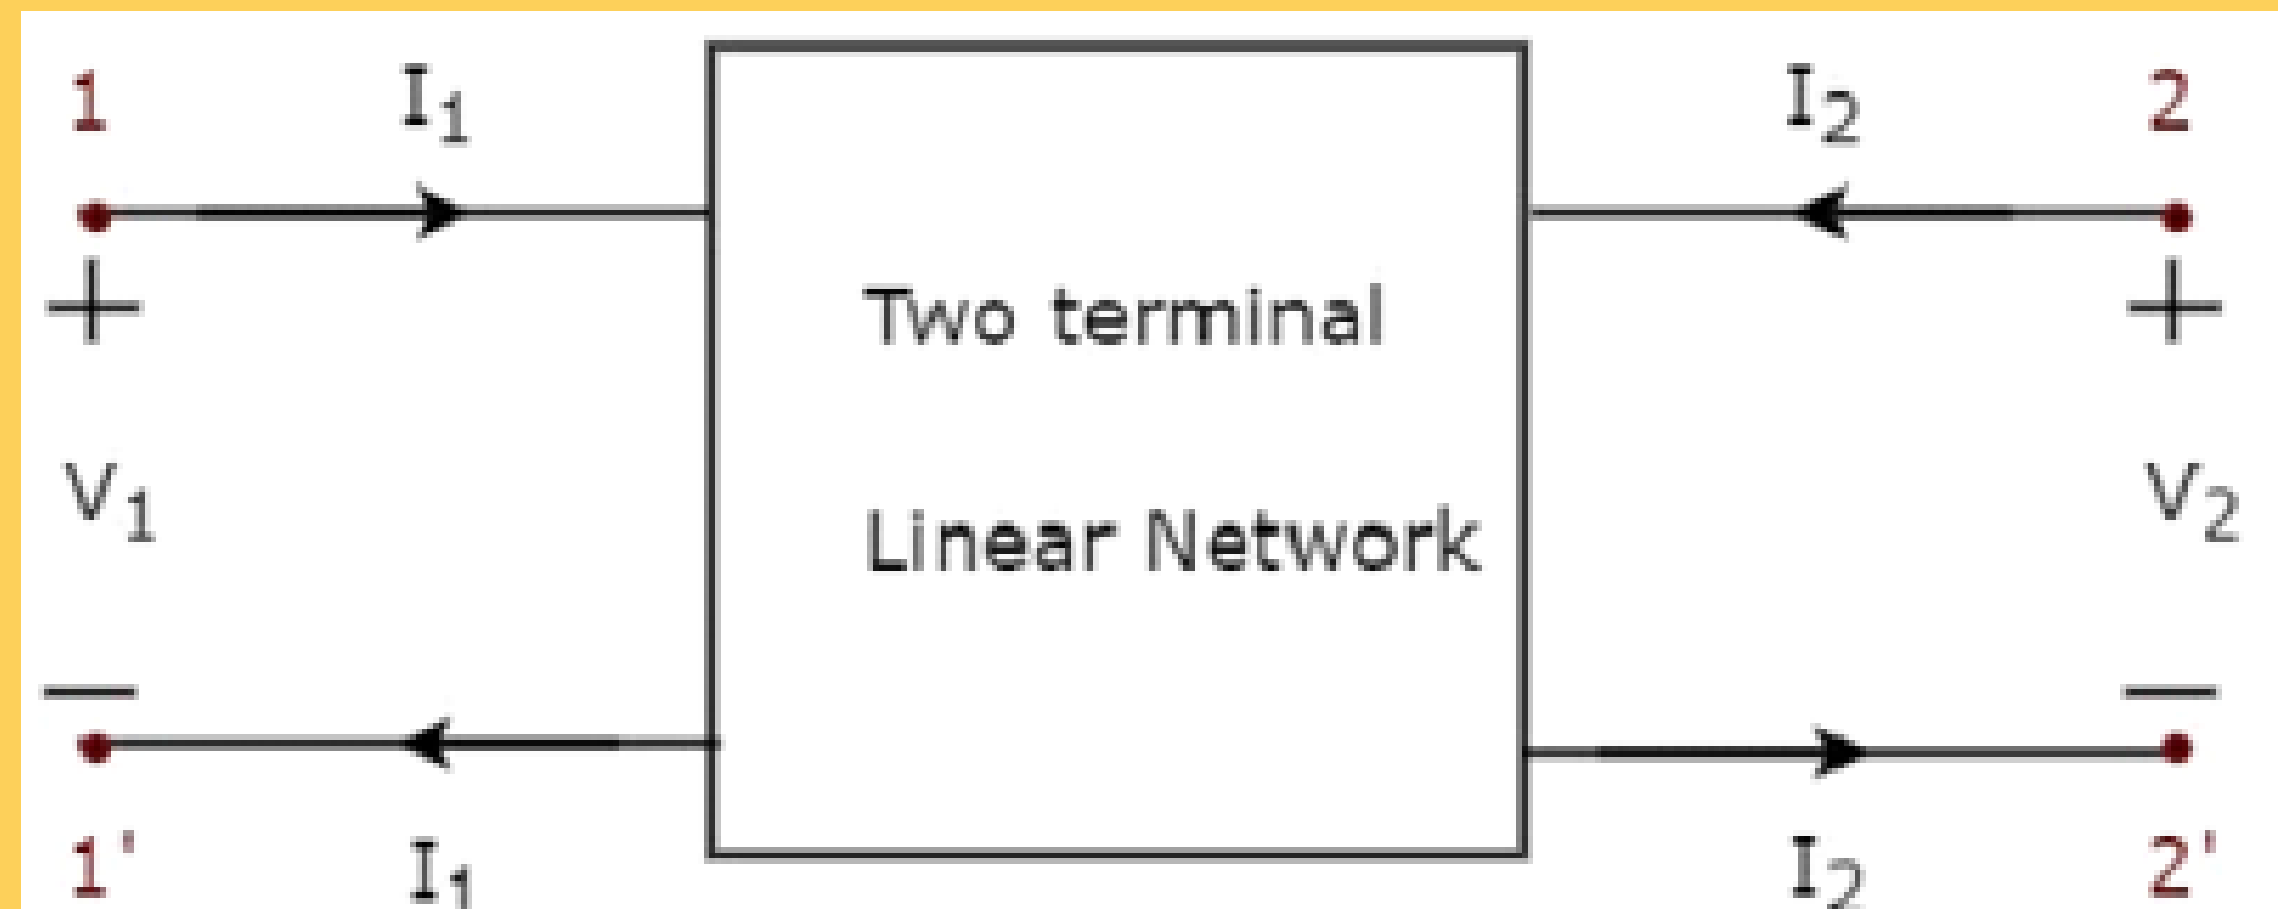 1 I₁ I₂ 2
+ +
Two terminal
V₁ V₂
Linear Network
— —
1' I₁ I₂ 2'